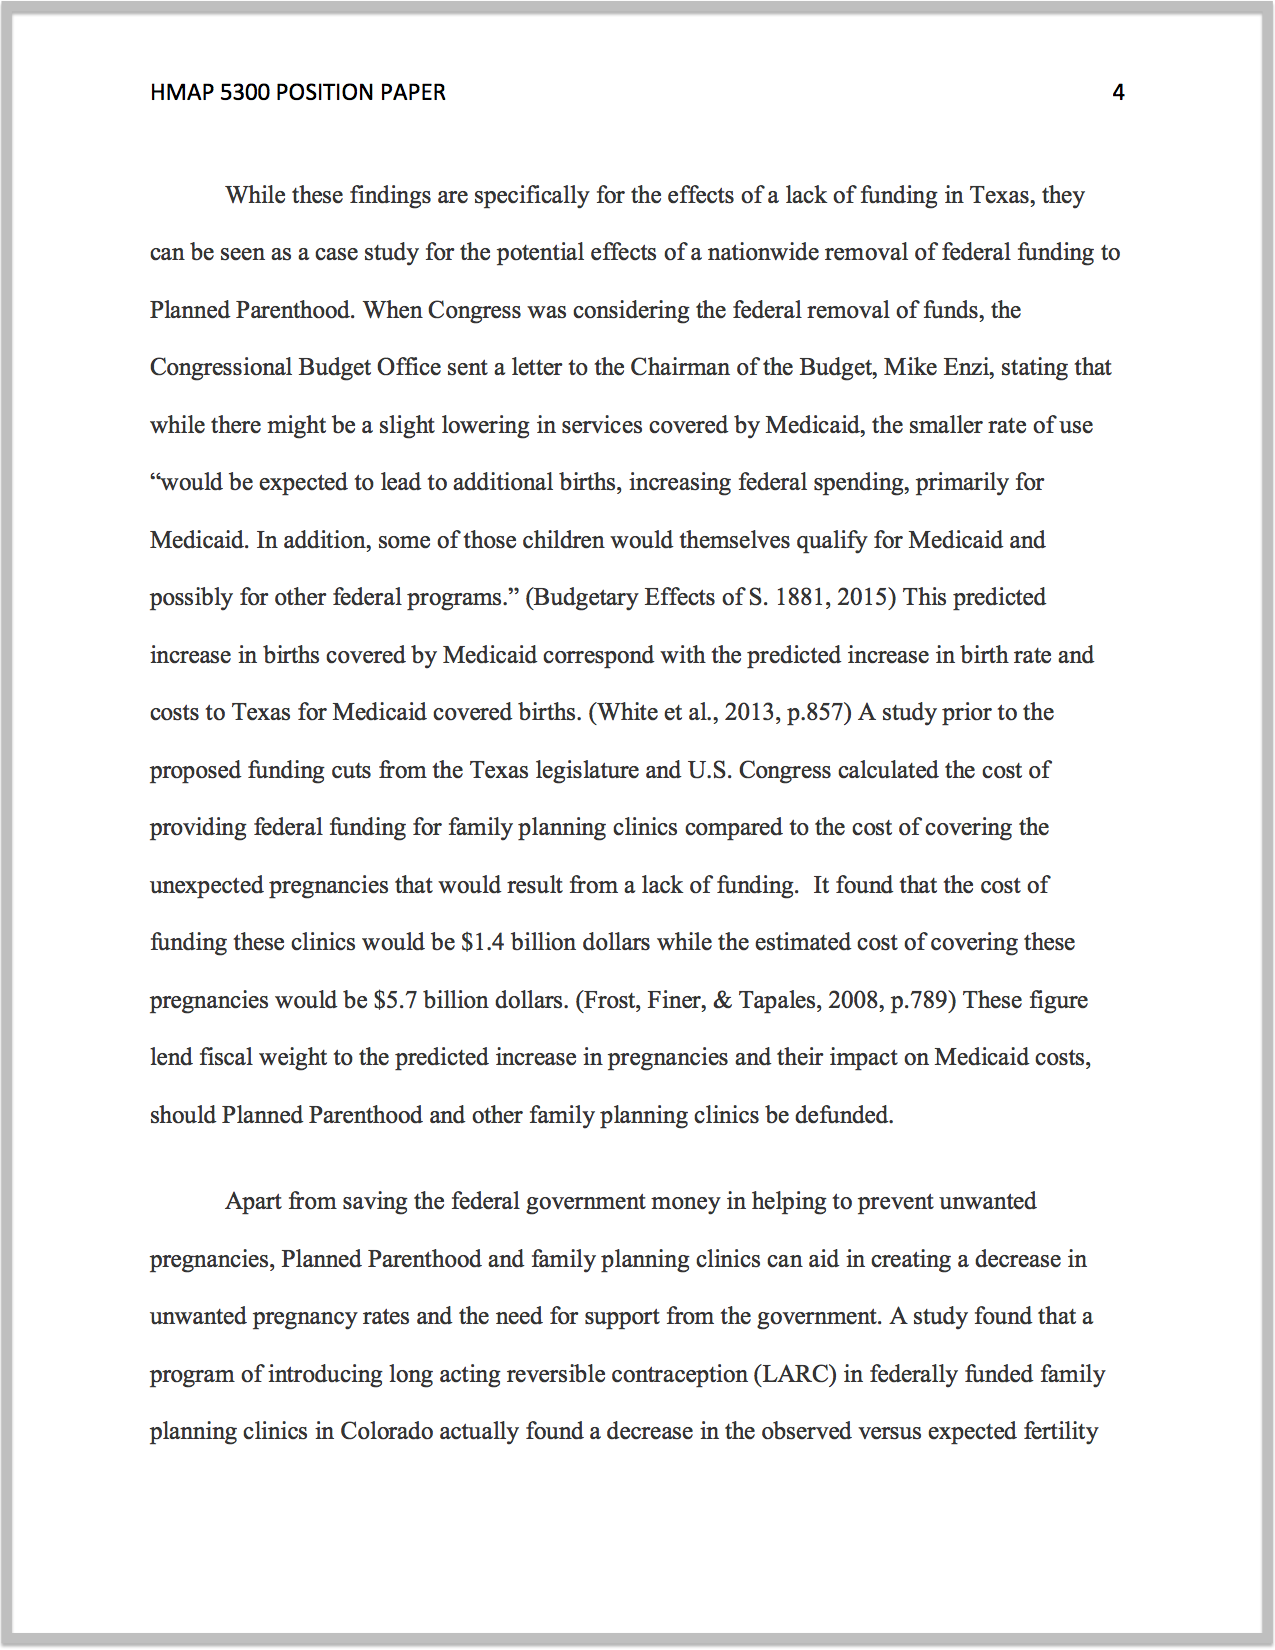 HMAP 5300 POSITION PAPER 4
While these findings are specifically for the effects of a lack of funding in Texas, they
can be seen as a case study for the potential effects of a nationwide removal of federal funding to
Planned Parenthood. When Congress was considering the federal removal of funds, the
Congressional Budget Office sent a letter to the Chairman of the Budget, Mike Enzi, stating that
while there might be a slight lowering in services covered by Medicaid, the smaller rate of use
“would be expected to lead to additional births, increasing federal spending, primarily for
Medicaid. In addition, some of those children would themselves qualify for Medicaid and
possibly for other federal programs.” (Budgetary Effects of S. 1881, 2015) This predicted
increase in births covered by Medicaid correspond with the predicted increase in birth rate and
costs to Texas for Medicaid covered births. (White et al., 2013, p.857) A study prior to the
proposed funding cuts from the Texas legislature and U.S. Congress calculated the cost of
providing federal funding for family planning clinics compared to the cost of covering the
unexpected pregnancies that would result from a lack of funding.  It found that the cost of
funding these clinics would be $1.4 billion dollars while the estimated cost of covering these
pregnancies would be $5.7 billion dollars. (Frost, Finer, & Tapales, 2008, p.789) These figure
lend fiscal weight to the predicted increase in pregnancies and their impact on Medicaid costs,
should Planned Parenthood and other family planning clinics be defunded.
Apart from saving the federal government money in helping to prevent unwanted
pregnancies, Planned Parenthood and family planning clinics can aid in creating a decrease in
unwanted pregnancy rates and the need for support from the government. A study found that a
program of introducing long acting reversible contraception (LARC) in federally funded family
planning clinics in Colorado actually found a decrease in the observed versus expected fertility